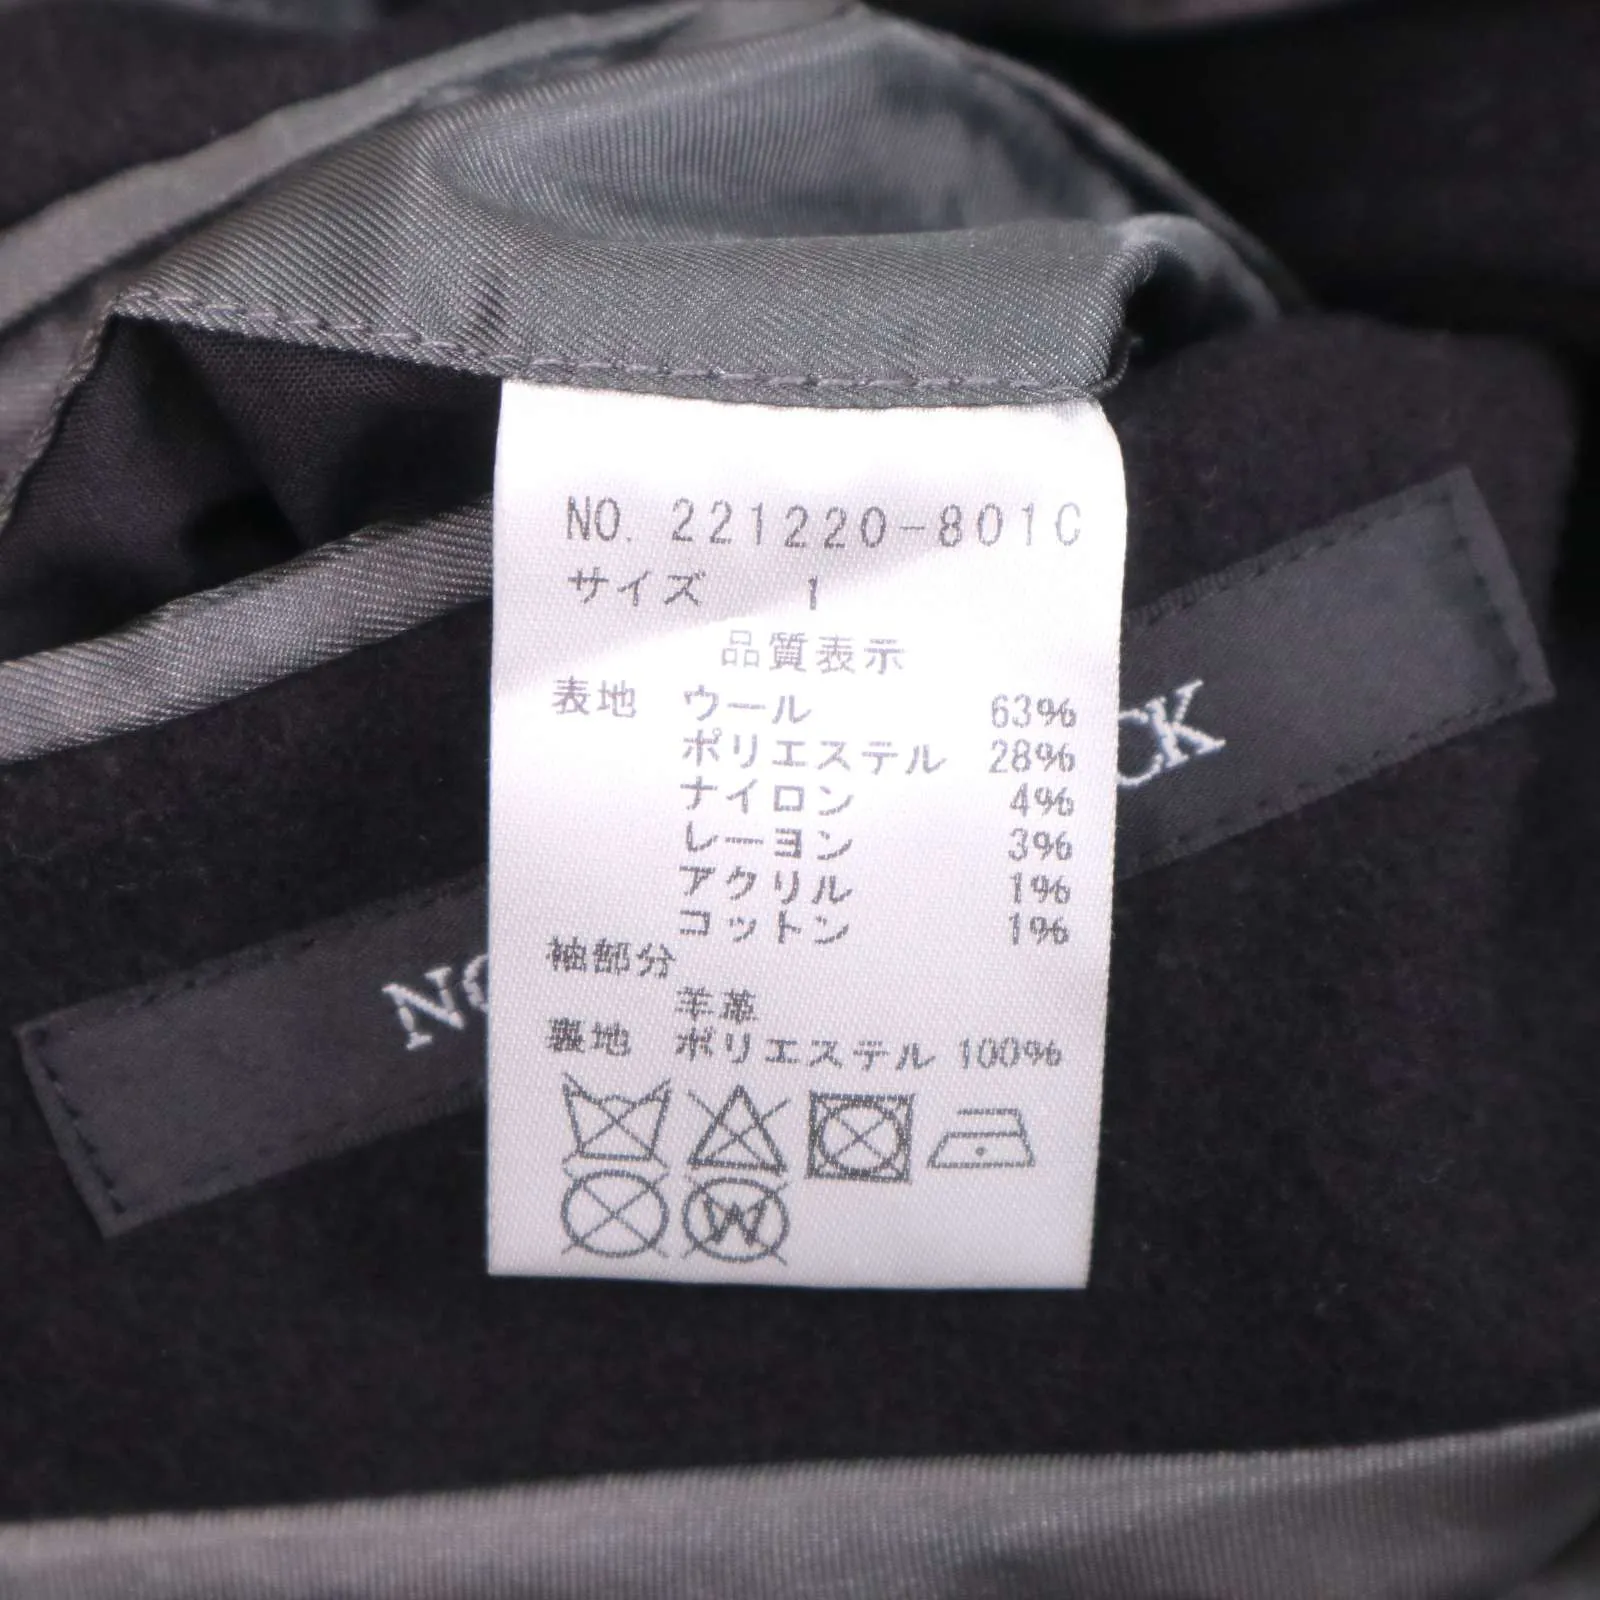 NO. 221220-801C
サイズ 1
品質表示
表地 ウール 63%
ポリエステル 28%
ナイロン 4%
レーヨン 3%
アクリル 1%
コットン 1%
袖部分
羊革
裏地 ポリエステル 100%
W